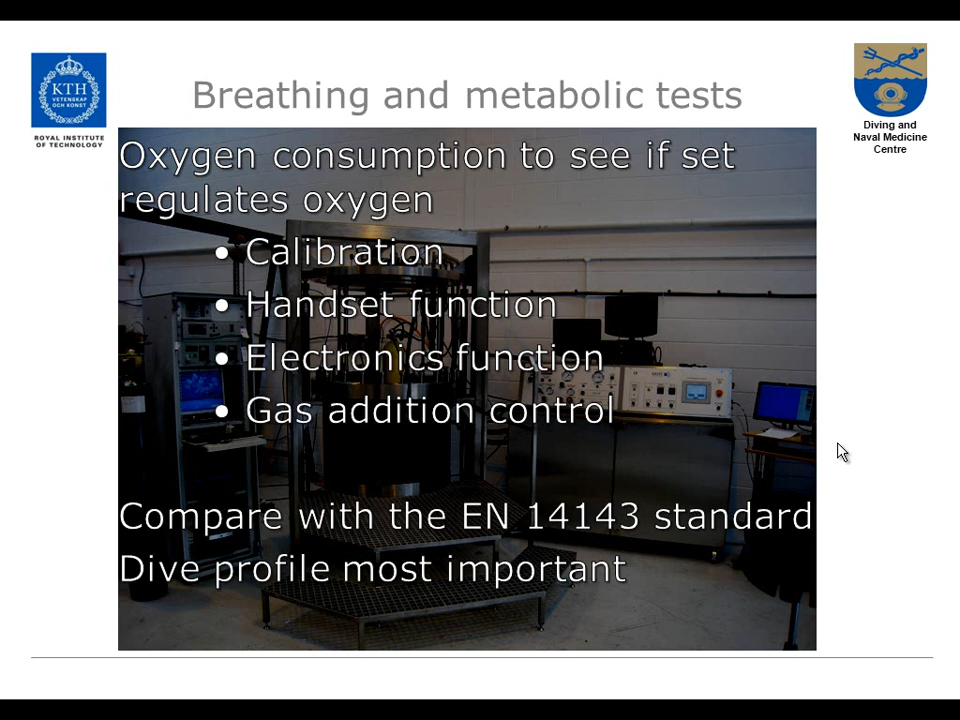 KTH
VETENSKAP
OCH KONST
ROYAL INSTITUTE
OF TECHNOLOGY
Breathing and metabolic tests
Diving and
Naval Medicine
Centre
Oxygen consumption to see if set
regulates oxygen
• Calibration
• Handset function
• Electronics function
• Gas addition control
Compare with the EN 14143 standard
Dive profile most important